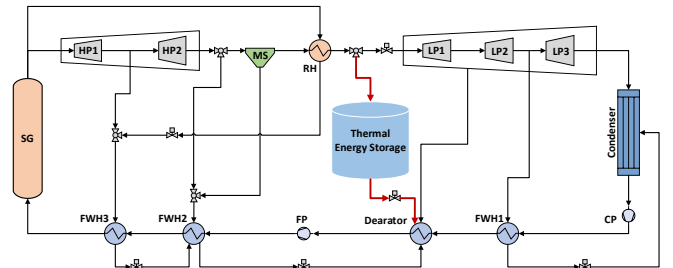 HP1
HP2
MS
RH
LP1
LP2
LP3
SG
Thermal
Energy Storage
Condenser
FWH3
FWH2
FP
Dearator
FWH1
CP